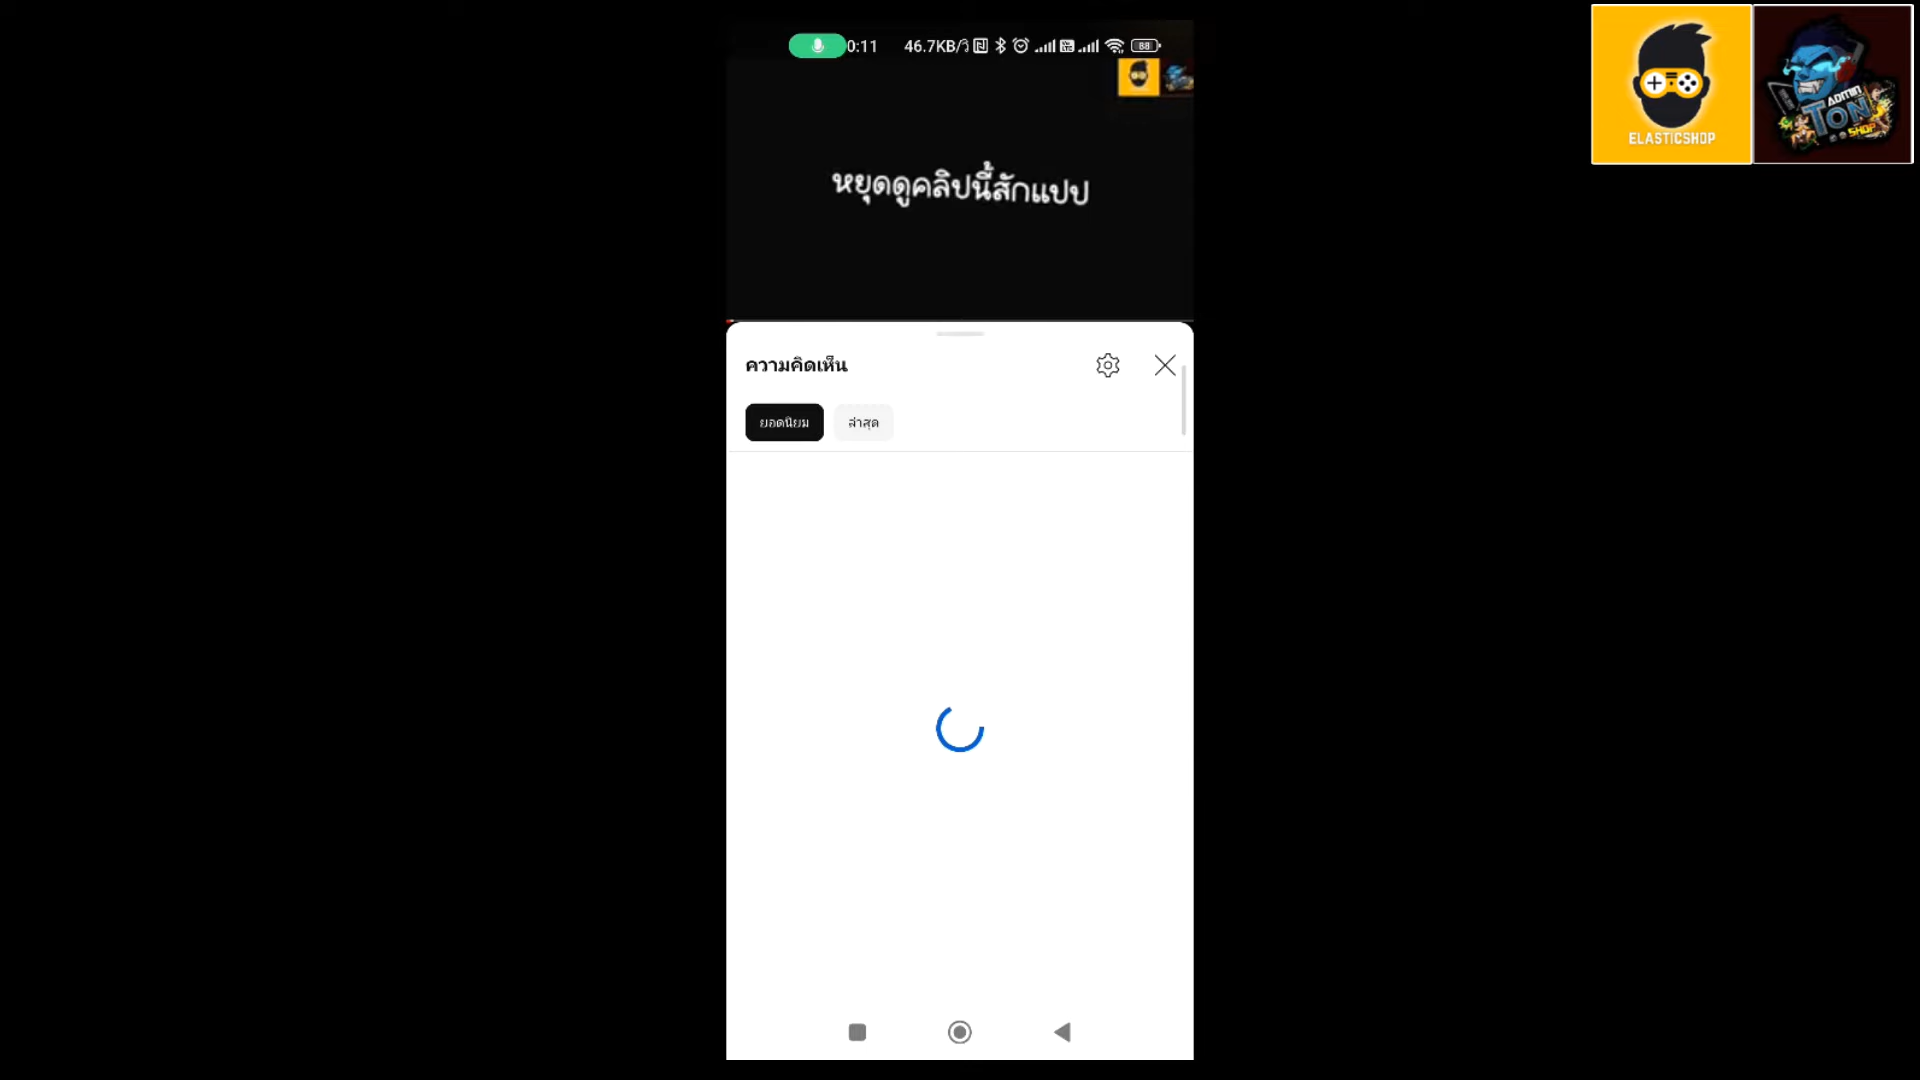 0:11 46.7KB/วิ 88
ELASTICSHOP
ADMIN
TON
SHOP
หยุดดูคลิปนี้สักแปป
ความคิดเห็น
ยอดนิยม ล่าสุด